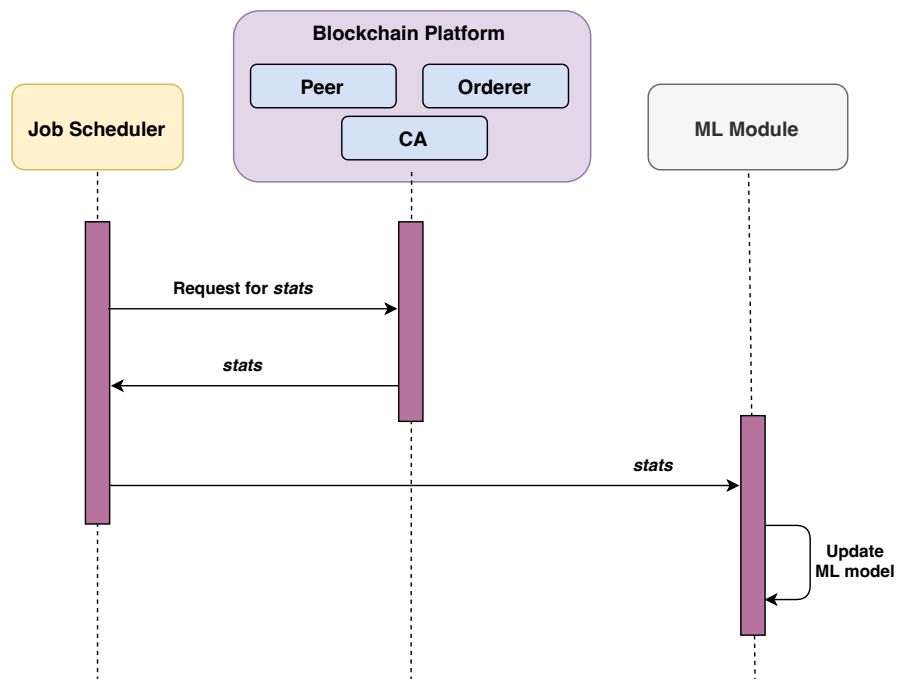 Blockchain Platform
Peer
Orderer
Job Scheduler
CA
ML Module
Request for stats
stats
stats
Update
ML model